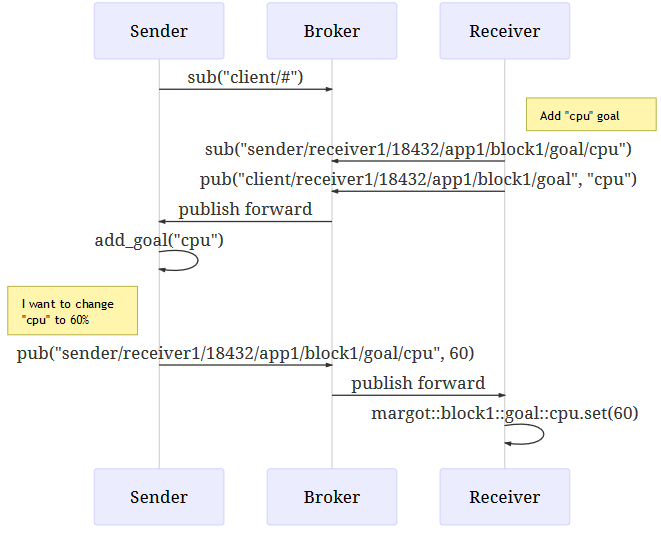 Sender
Broker
Receiver
sub("client/#")
Add "cpu" goal
sub("sender/receiver1/18432/app1/block1/goal/cpu")
pub("client/receiver1/18432/app1/block1/goal", "cpu")
publish forward
add_goal("cpu")
I want to change
"cpu" to 60%
pub("sender/receiver1/18432/app1/block1/goal/cpu", 60)
publish forward
margot::block1::goal::cpu.set(60)
Sender
Broker
Receiver